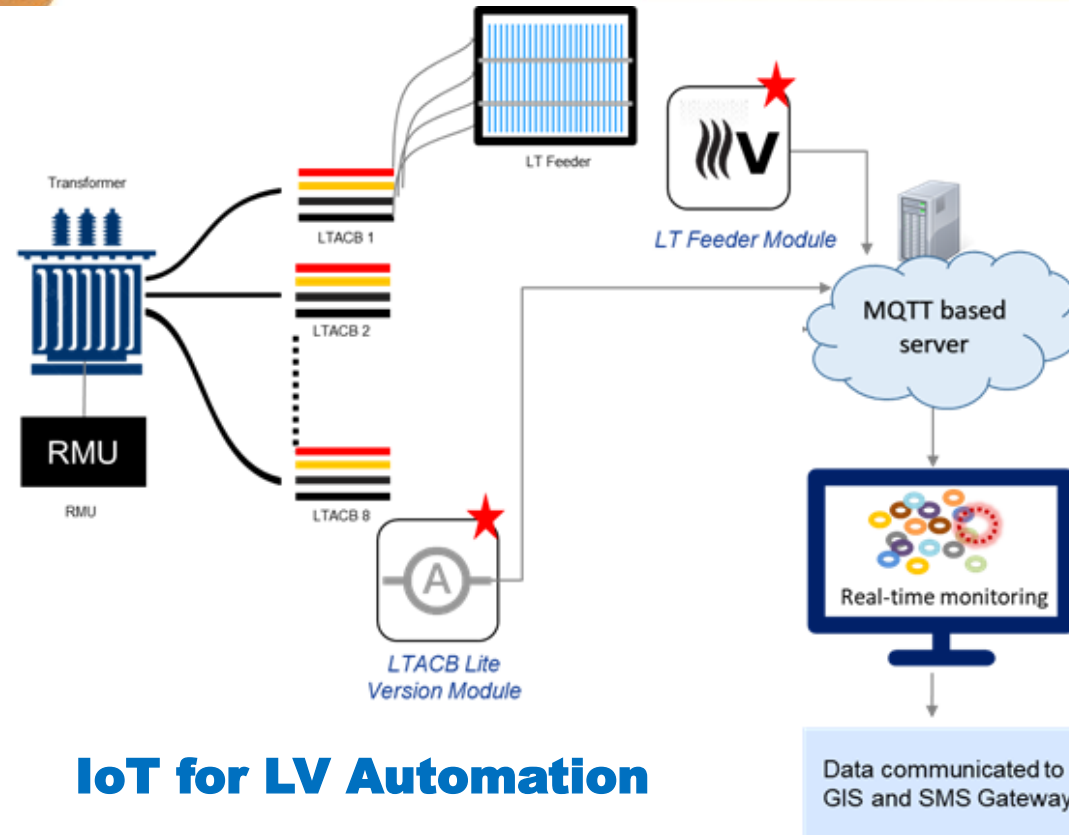 LT Feeder
V
LT Feeder Module
Transformer
LTACB 1
LTACB 2
MQTT based
server
RMU
RMU
LTACB 8
A
Real-time monitoring
LTACB Lite
Version Module
IoT for LV Automation
Data communicated to
GIS and SMS Gateway